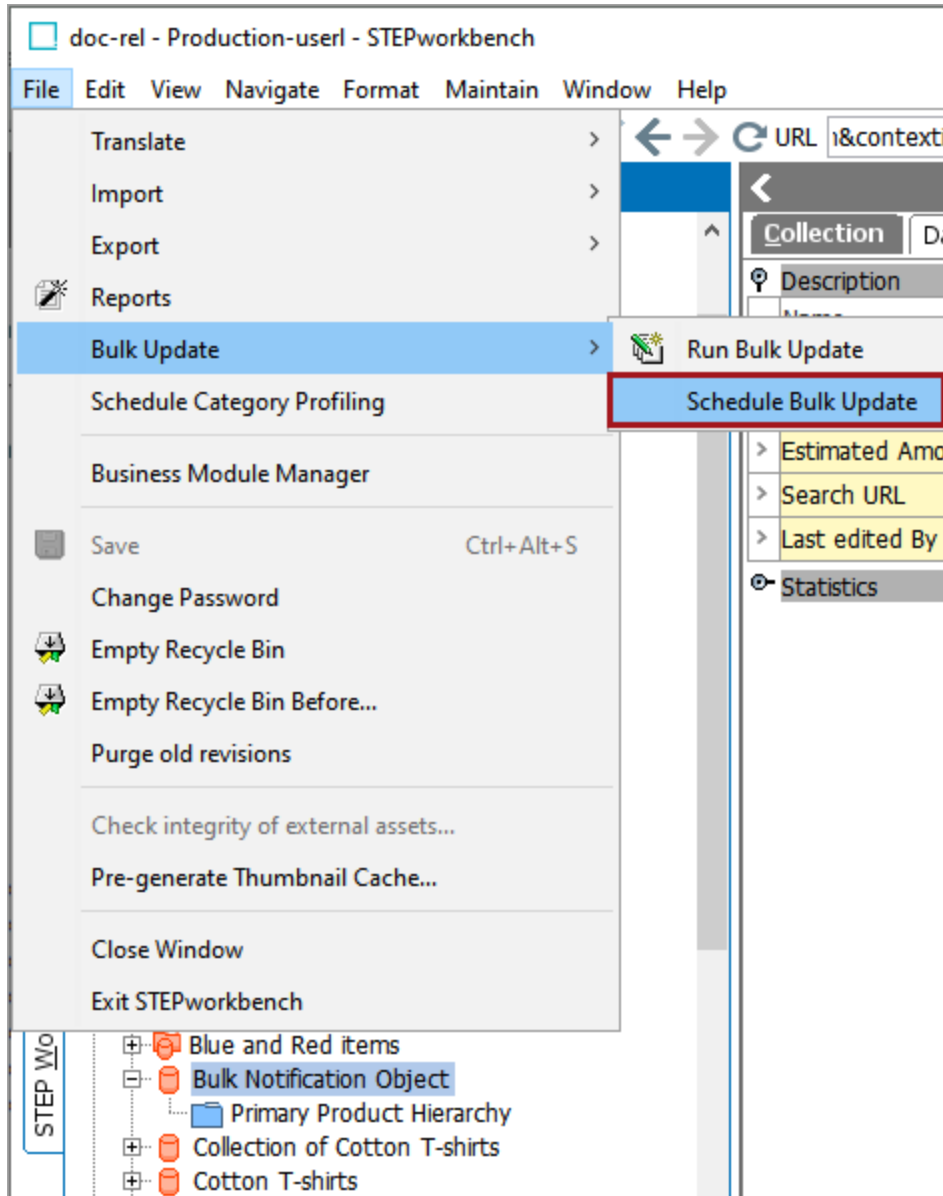 doc-rel - Production-userl - STEPworkbench
File Edit View Navigate Format Maintain Window Help
Translate
URL
Import
Export
Collection
Reports
Description
Bulk Update
Run Bulk Update
Schedule Category Profiling
Schedule Bulk Update
Business Module Manager
Estimated Amo
Search URL
Save Ctrl+Alt+S
Last edited By
Change Password
Statistics
Empty Recycle Bin
Empty Recycle Bin Before...
Purge old revisions
Check integrity of external assets...
Pre-generate Thumbnail Cache...
Close Window
Exit STEPworkbench
STEP Wo
Blue and Red items
Bulk Notification Object
Primary Product Hierarchy
Collection of Cotton T-shirts
Cotton T-shirts